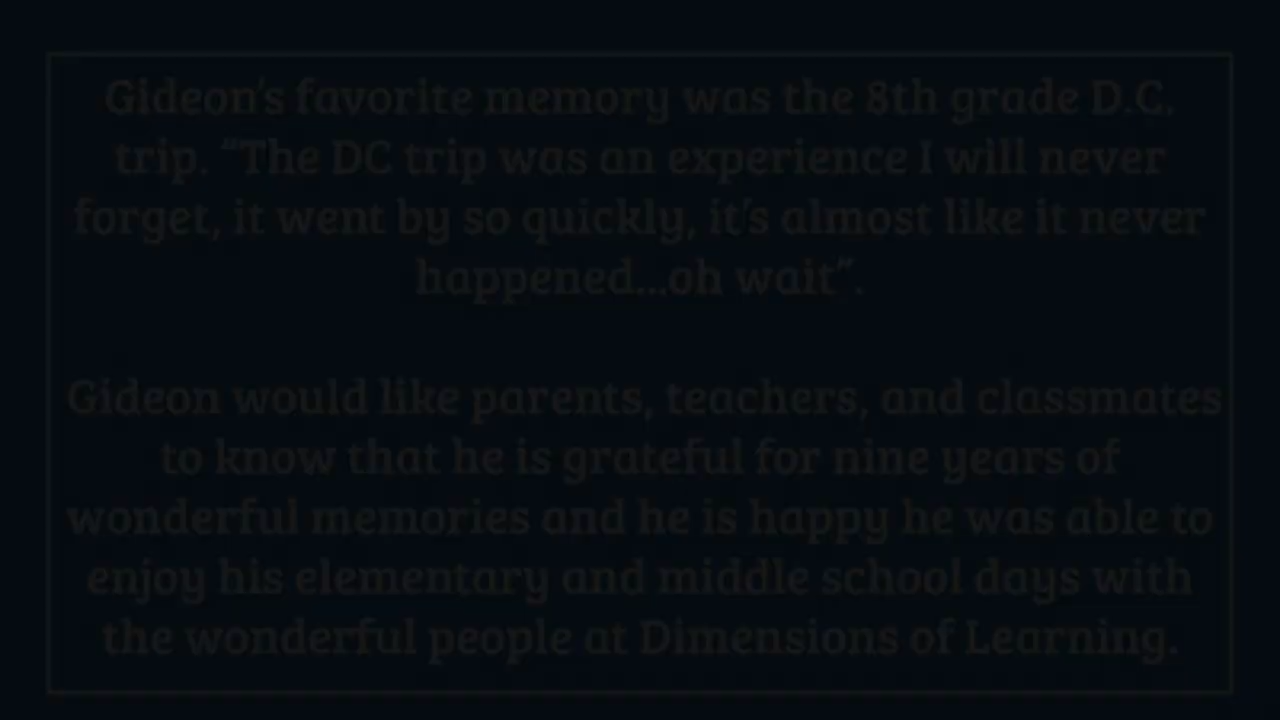 Gideon's favorite memory was the 8th grade D.C.
trip. "The DC trip was an experience I will never
forget, it went by so quickly, it's almost like it never
happened...oh wait".
Gideon would like parents, teachers, and classmates
to know that he is grateful for nine years of
wonderful memories and he is happy he was able to
enjoy his elementary and middle school days with
the wonderful people at Dimensions of Learning.